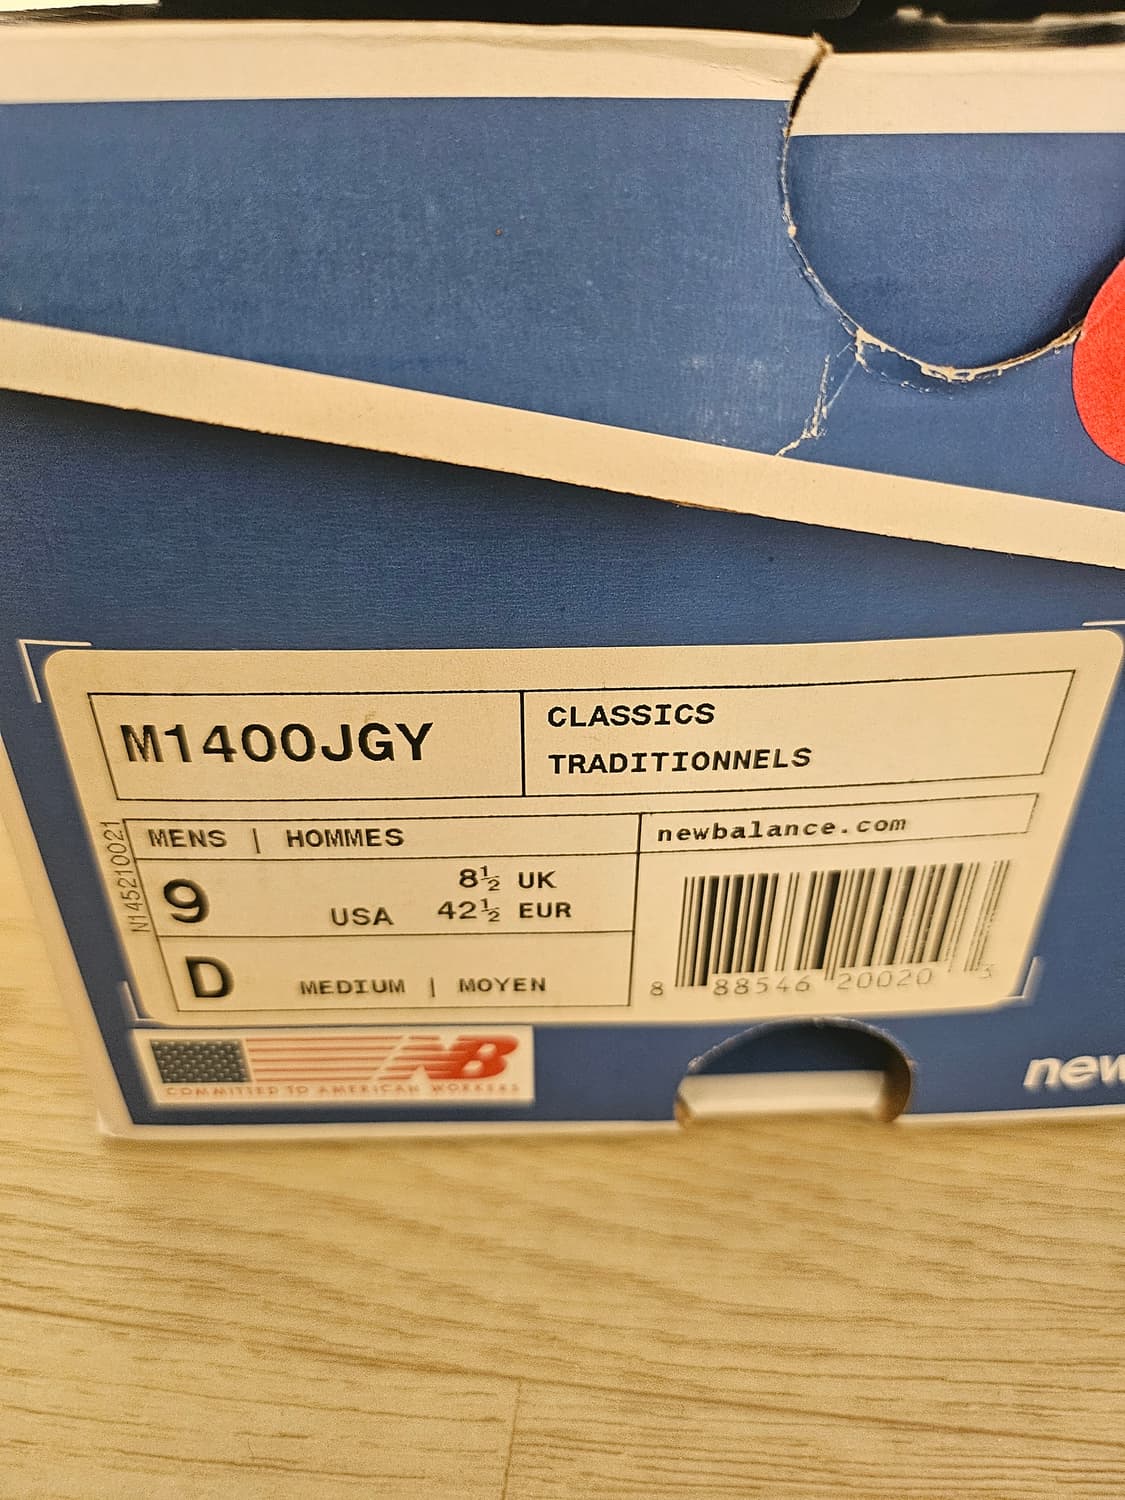 M1400JGY
CLASSICS
TRADITIONNELS
N145210021
MENS | HOMMES
newbalance.com
9 USA
8½ UK
42½ EUR
D MEDIUM | MOYEN
8 88546 20020 3
NB
COMMITTED TO AMERICAN WORKERS
new